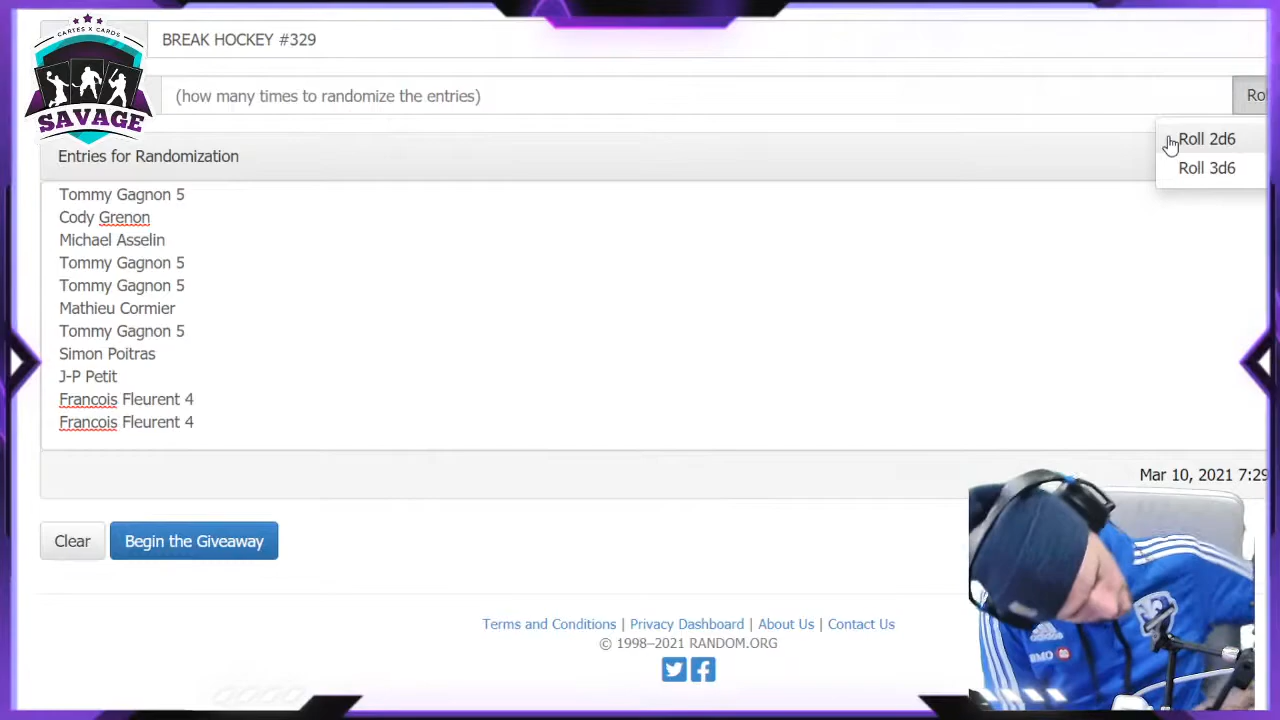 CARTES X CARDS
SAVAGE
BREAK HOCKEY #329
(how many times to randomize the entries)
Rol
Roll 2d6
Roll 3d6
Entries for Randomization
Tommy Gagnon 5
Cody Grenon
Michael Asselin
Tommy Gagnon 5
Tommy Gagnon 5
Mathieu Cormier
Tommy Gagnon 5
Simon Poitras
J-P Petit
Francois Fleurent 4
Francois Fleurent 4
Mar 10, 2021 7:29
Clear
Begin the Giveaway
Terms and Conditions | Privacy Dashboard | About Us | Contact Us
© 1998–2021 RANDOM.ORG
adidas
BMO